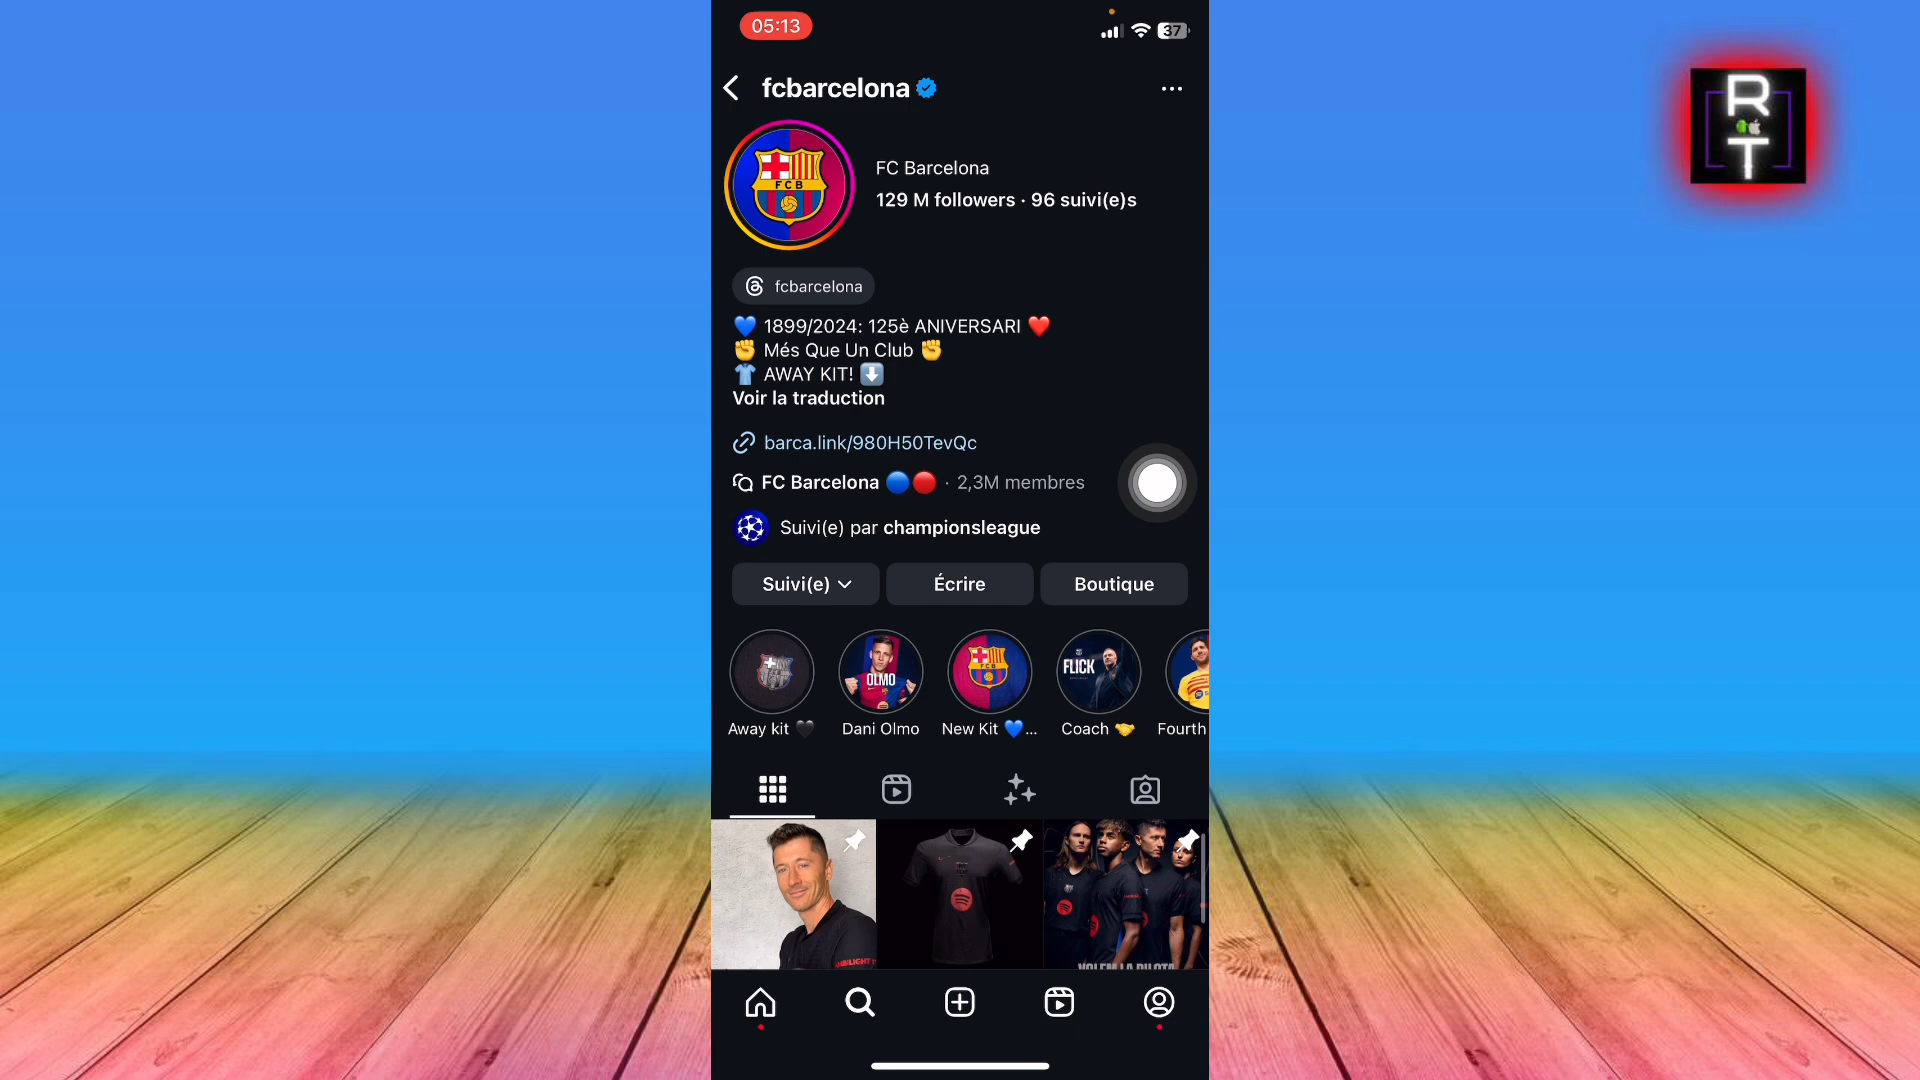 05:13
37
fcbarcelona
R
T
FC Barcelona
129 M followers · 96 suivi(e)s
FCB
fcbarcelona
💙 1899/2024: 125è ANIVERSARI ❤️
✊ Més Que Un Club ✊
👕 AWAY KIT! ⬇️
Voir la traduction
barca.link/980H50TevQc
FC Barcelona 🔵🔴 · 2,3M membres
Suivi(e) par championsleague
Suivi(e)
Écrire
Boutique
OLMO
FCB
FLICK
Away kit 🖤
Dani Olmo
New Kit 💙...
Coach 🤝
Fourth